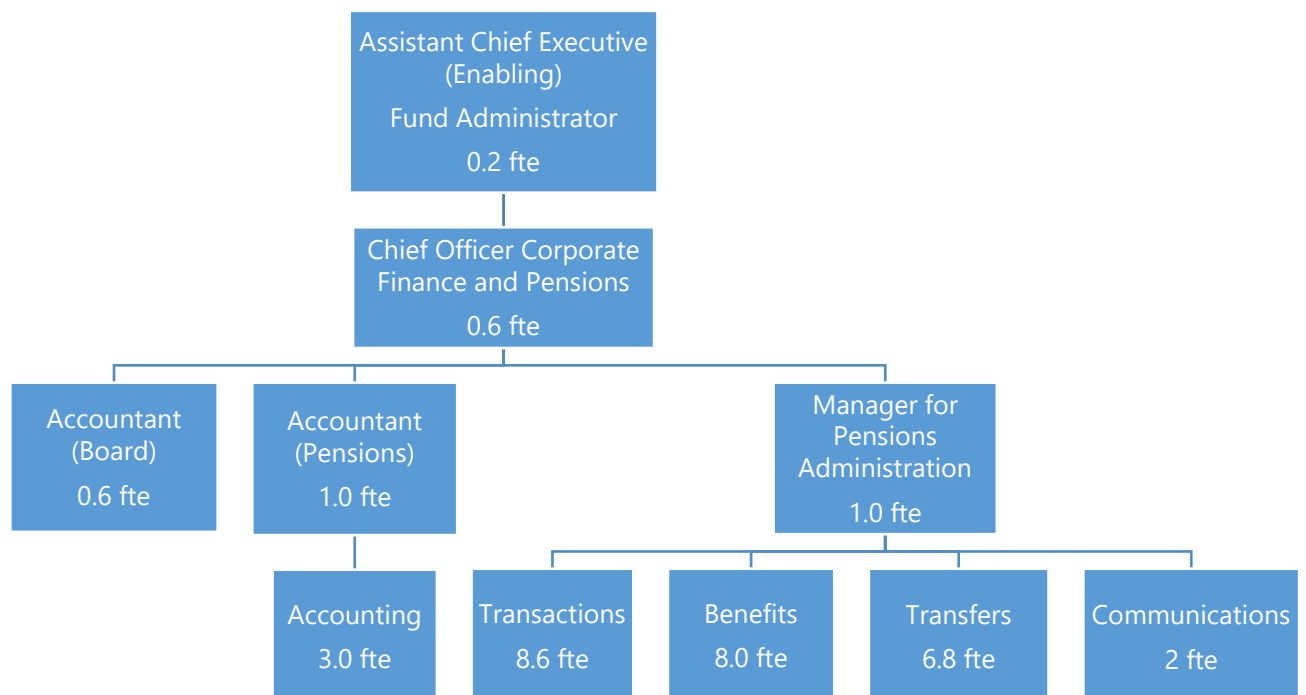 Assistant Chief Executive
(Enabling)
Fund Administrator
0.2 fte
Chief Officer Corporate
Finance and Pensions
0.6 fte
Accountant
(Board)
0.6 fte
Accountant
(Pensions)
1.0 fte
Manager for
Pensions
Administration
1.0 fte
Accounting
3.0 fte
Transactions
8.6 fte
Benefits
8.0 fte
Transfers
6.8 fte
Communications
2 fte